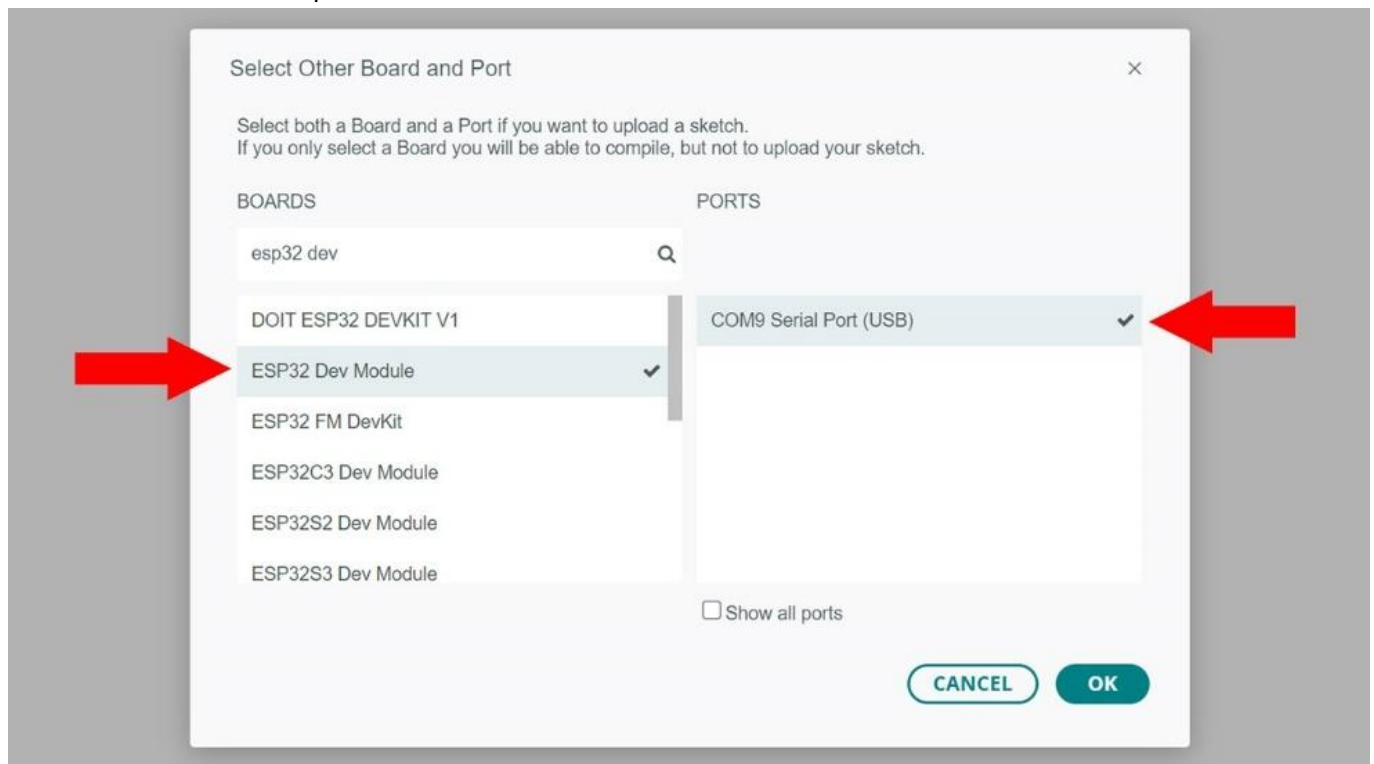 Select Other Board and Port
Select both a Board and a Port if you want to upload a sketch.
If you only select a Board you will be able to compile, but not to upload your sketch.
BOARDS
PORTS
esp32 dev
DOIT ESP32 DEVKIT V1
COM9 Serial Port (USB)
ESP32 Dev Module
ESP32 FM DevKit
ESP32C3 Dev Module
ESP32S2 Dev Module
ESP32S3 Dev Module
Show all ports
CANCEL
OK